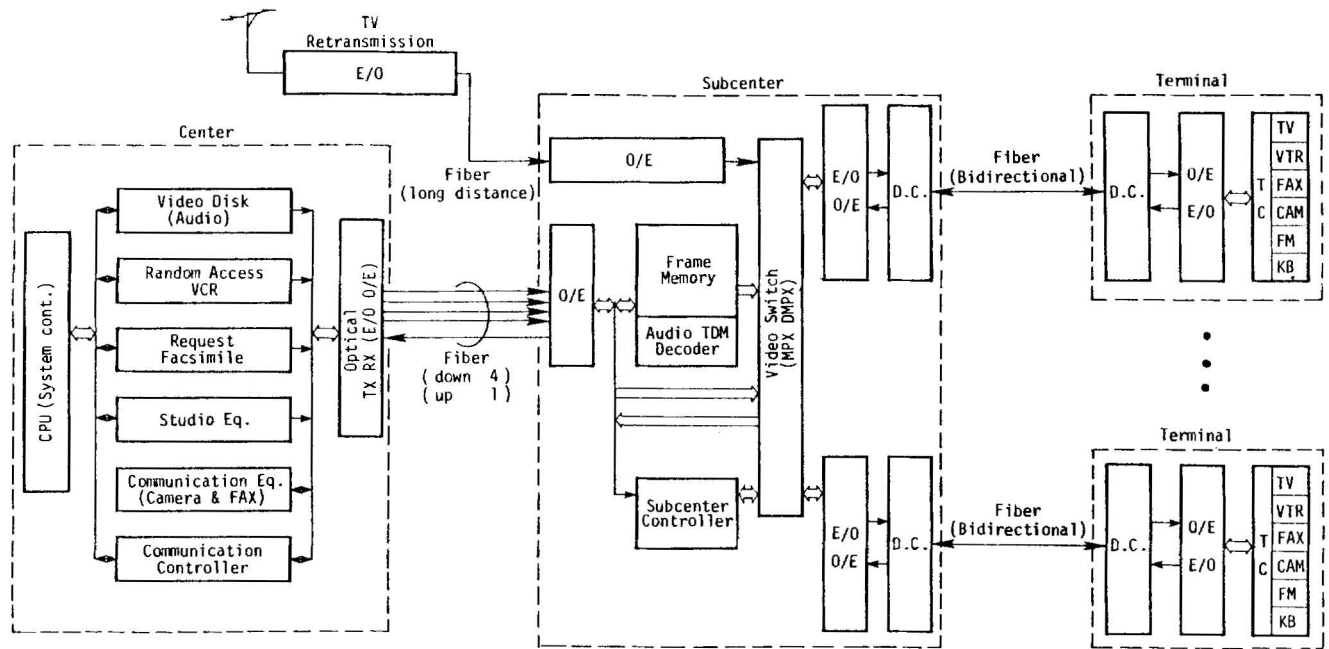 TV
Retransmission
E/O
Center
CPU (System cont.)
Video Disk
(Audio)
Random Access
VCR
Request
Facsimile
Studio Eq.
Communication Eq.
(Camera & FAX)
Communication
Controller
Optical
TX RX (E/O O/E)
Fiber
(long distance)
Fiber
( down 4 )
( up 1 )
Subcenter
O/E
O/E
Frame
Memory
Audio TDM
Decoder
Subcenter
Controller
Video Switch
(MPX DMPX)
E/O
O/E
D.C.
E/O
O/E
D.C.
Fiber
(Bidirectional)
Fiber
(Bidirectional)
Terminal
D.C.
O/E
E/O
T
C
TV
VTR
FAX
CAM
FM
KB
Terminal
D.C.
O/E
E/O
T
C
TV
VTR
FAX
CAM
FM
KB